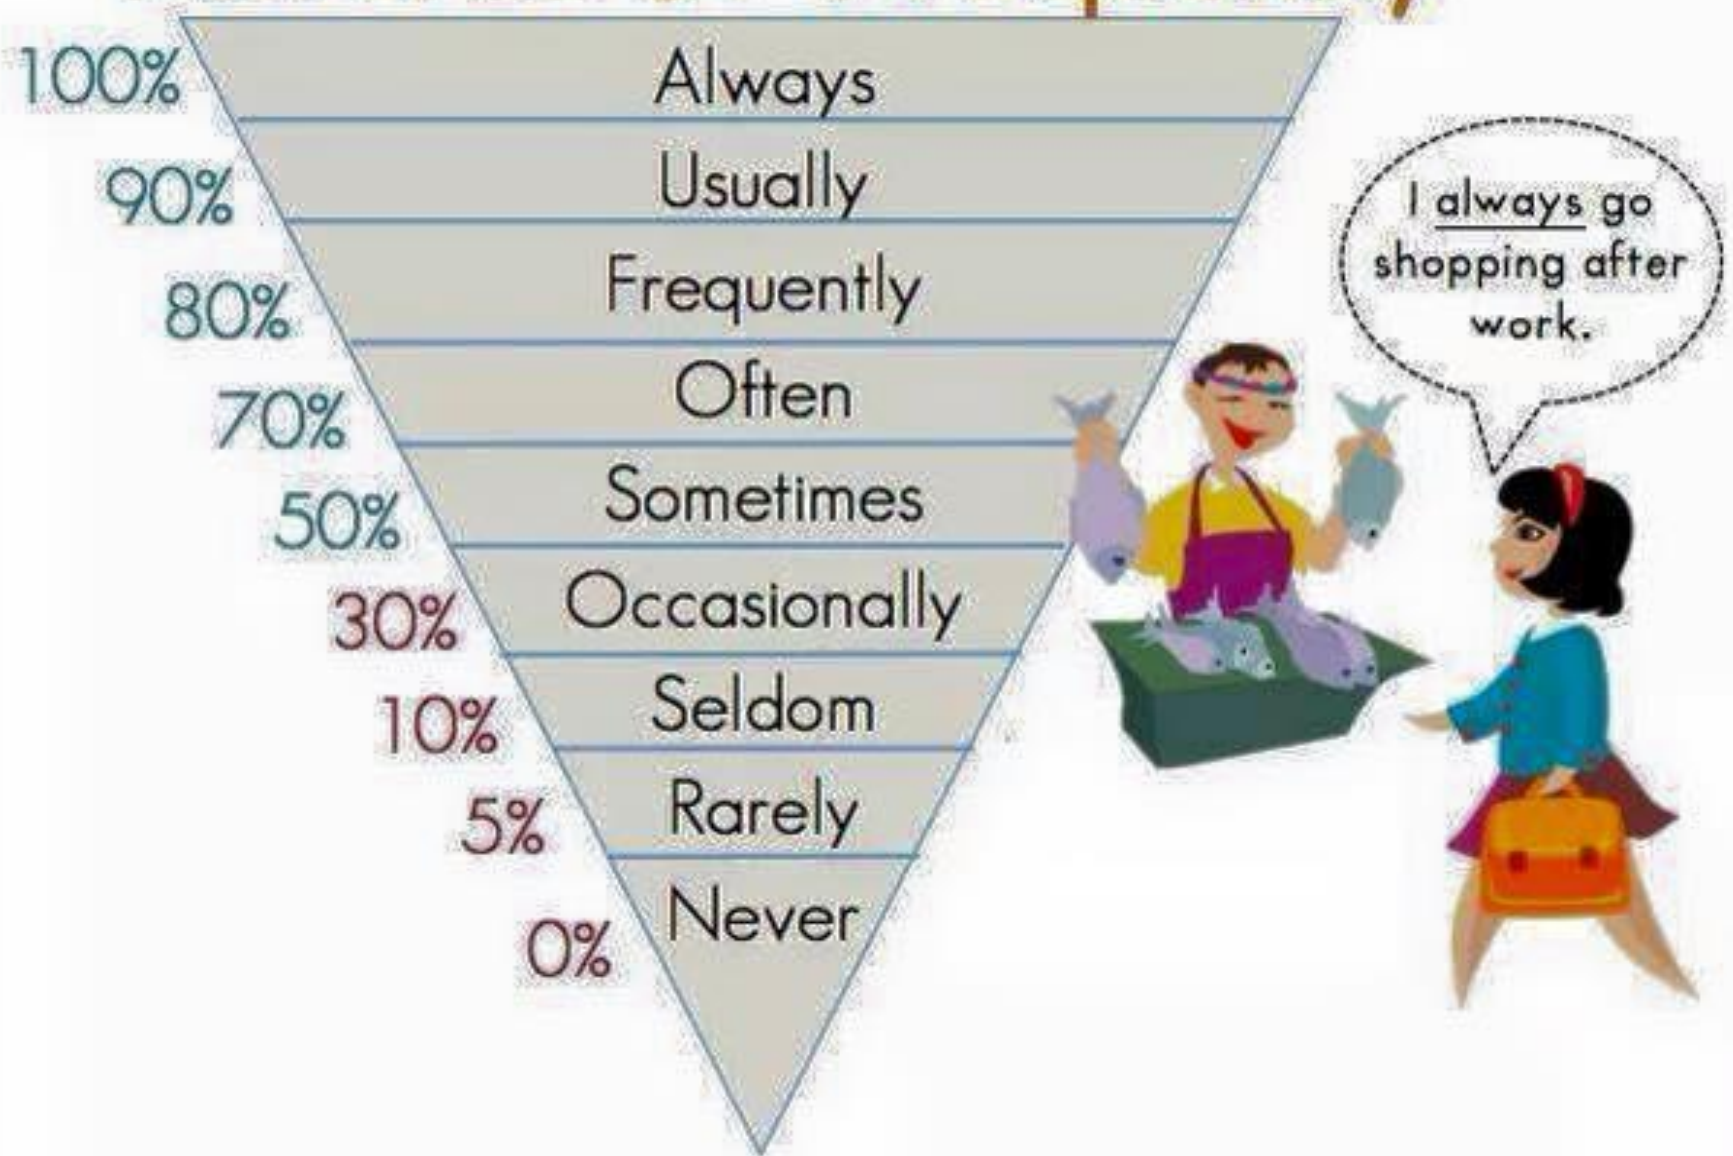 100% Always
90% Usually
80% Frequently
70% Often
50% Sometimes
30% Occasionally
10% Seldom
5% Rarely
0% Never
I always go
shopping after
work.